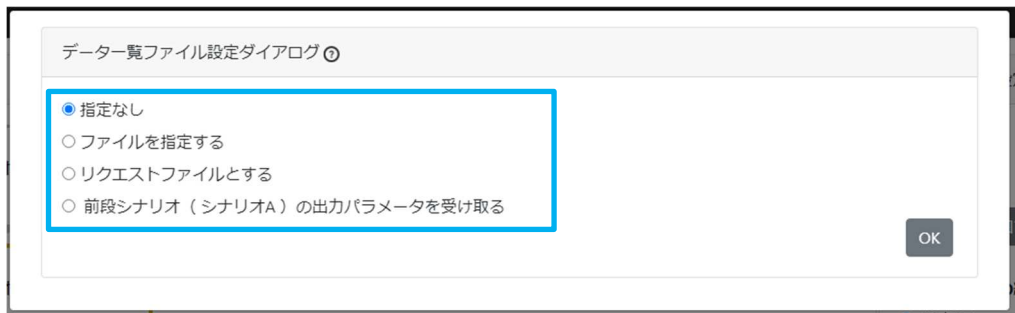 データ一覧ファイル設定ダイアログ
指定なし
ファイルを指定する
リクエストファイルとする
前段シナリオ（シナリオA）の出力パラメータを受け取る
OK